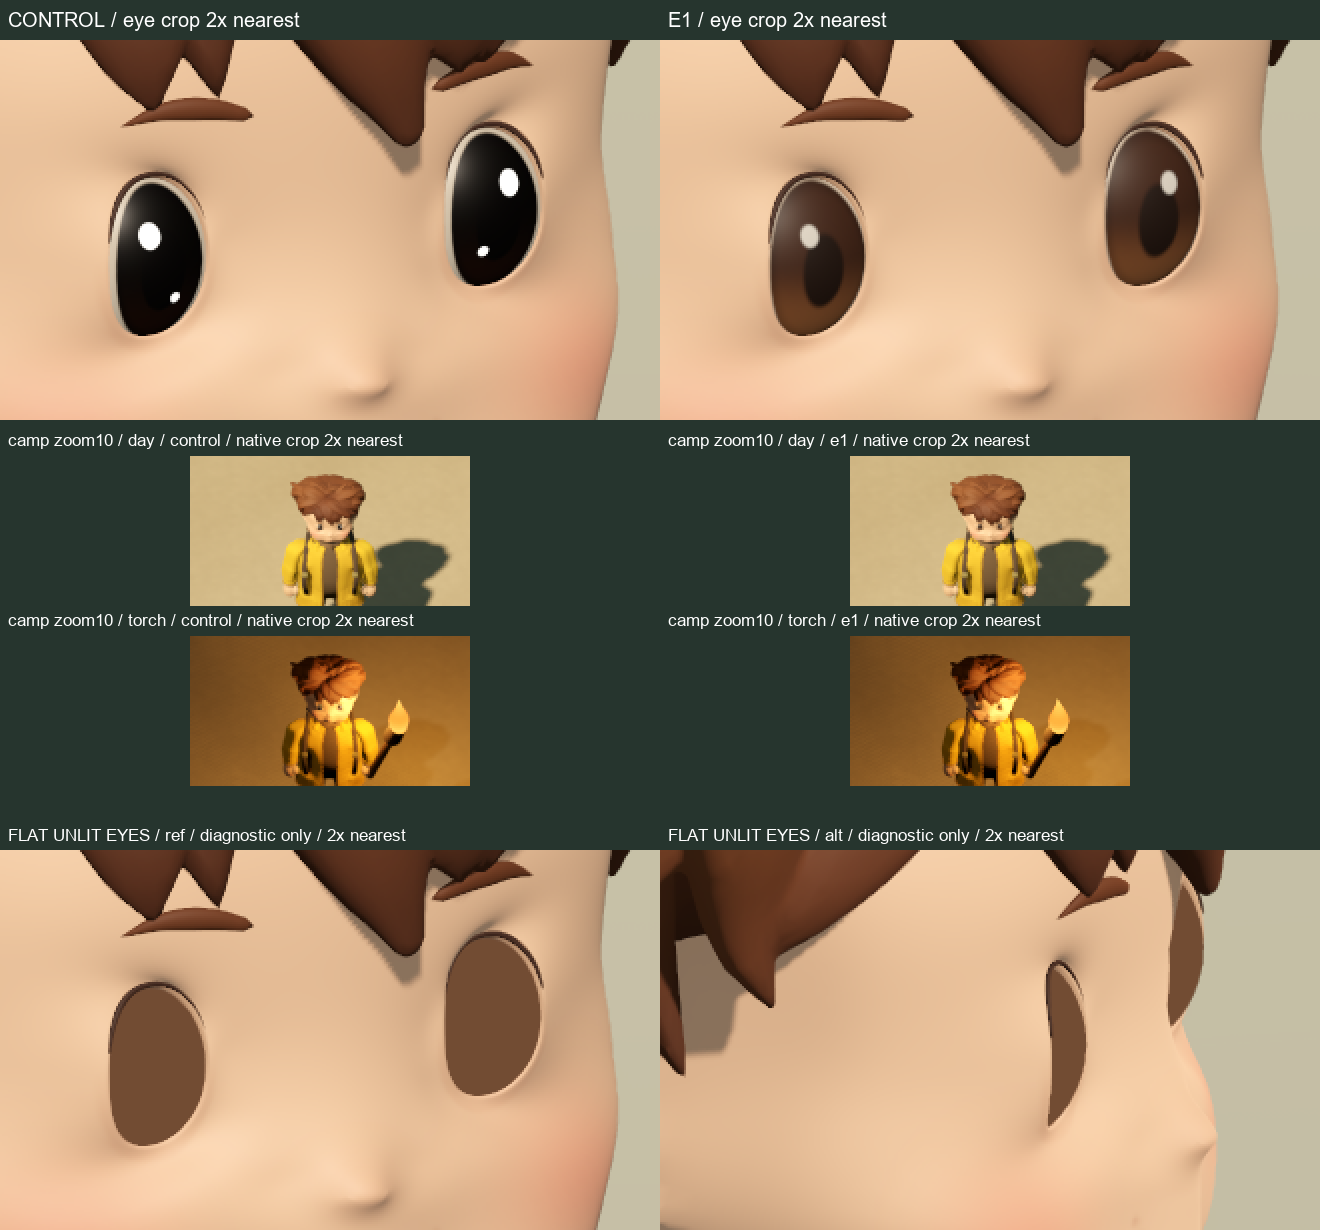 CONTROL / eye crop 2x nearest
E1 / eye crop 2x nearest
camp zoom10 / day / control / native crop 2x nearest
camp zoom10 / day / e1 / native crop 2x nearest
camp zoom10 / torch / control / native crop 2x nearest
camp zoom10 / torch / e1 / native crop 2x nearest
FLAT UNLIT EYES / ref / diagnostic only / 2x nearest
FLAT UNLIT EYES / alt / diagnostic only / 2x nearest